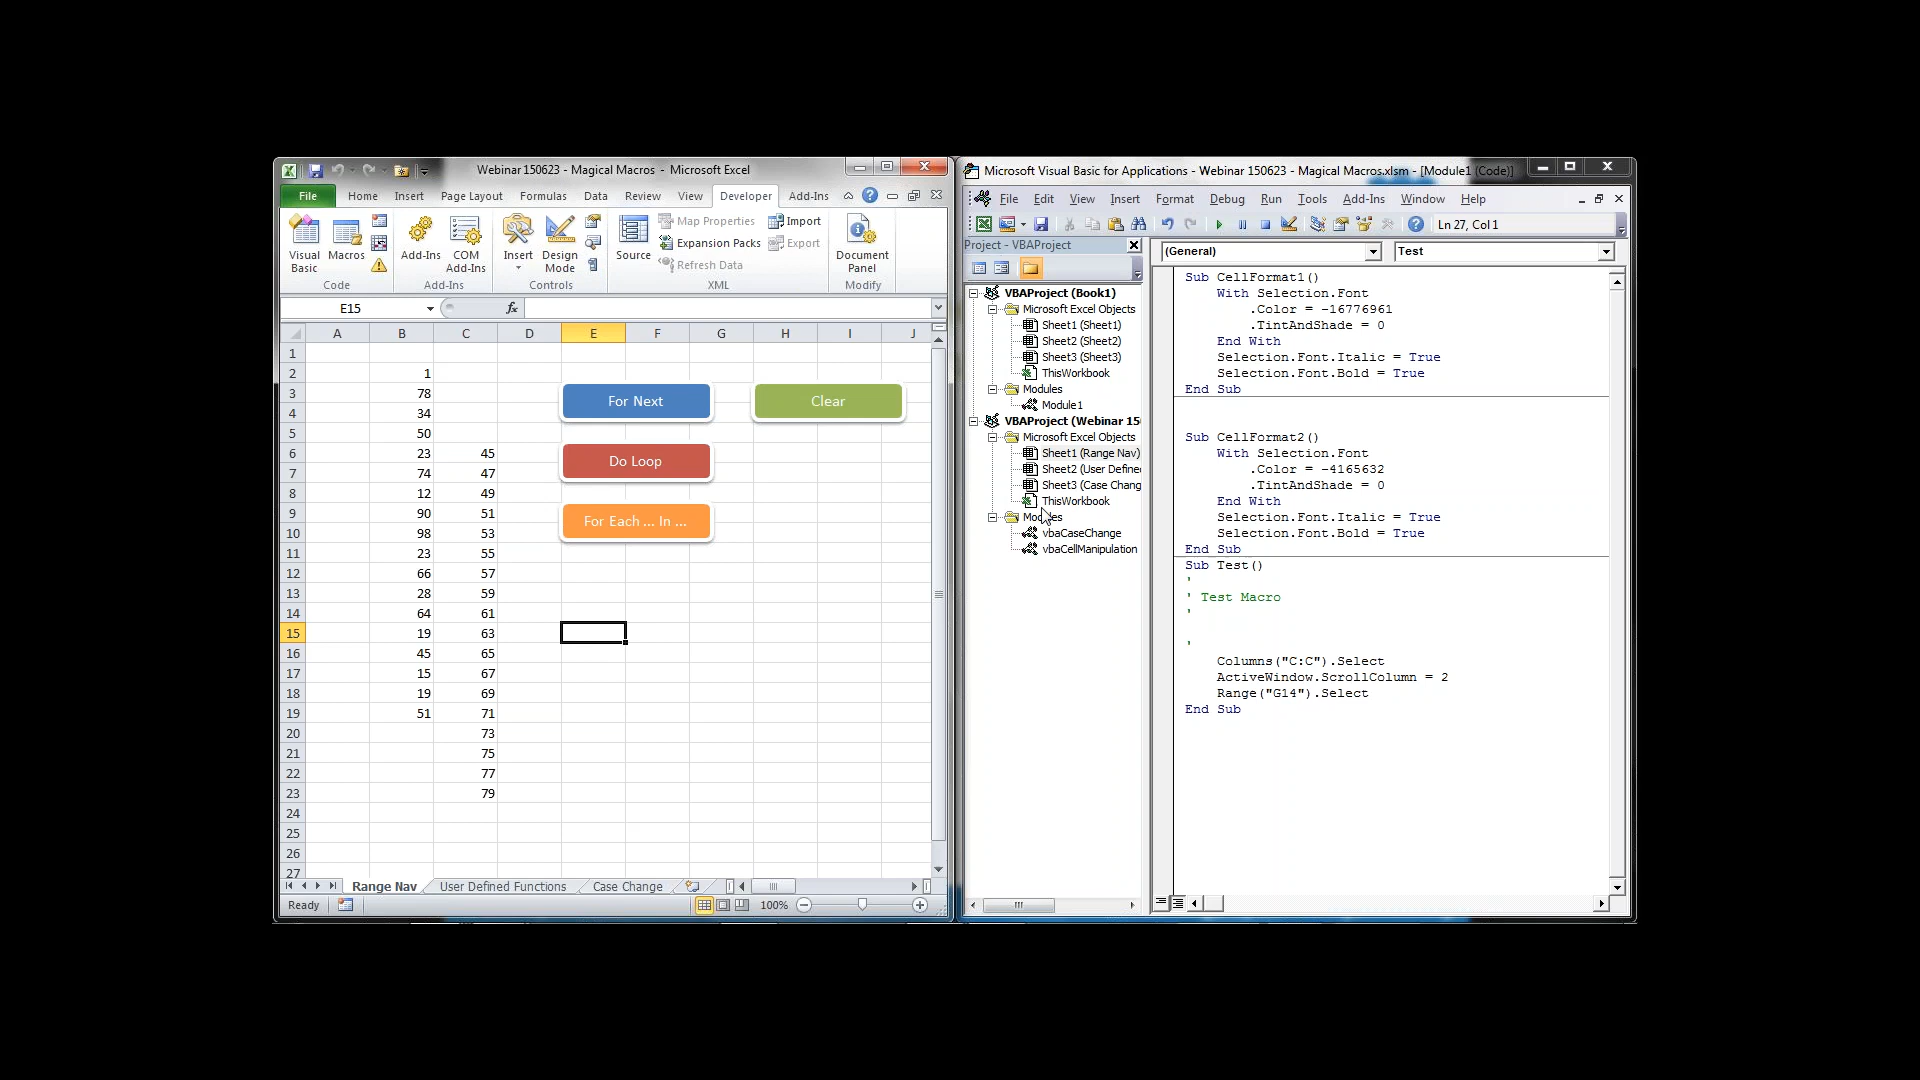 Webinar 150623 - Magical Macros - Microsoft Excel
File Home Insert Page Layout Formulas Data Review View Developer Add-Ins
Visual Basic
Macros
Code
Add-Ins
COM Add-Ins
Add-Ins
Insert
Design Mode
Controls
Source
Map Properties
Expansion Packs
Refresh Data
Import
Export
XML
Document Panel
Modify
E15
fx
A B C D E F G H I J
1
2 1
3 78
4 34
5 50
6 23 45
7 74 47
8 12 49
9 90 51
10 98 53
11 23 55
12 66 57
13 28 59
14 64 61
15 19 63
16 45 65
17 15 67
18 19 69
19 51 71
20 73
21 75
22 77
23 79
24
25
26
27
For Next
Clear
Do Loop
For Each ... In ...
Range Nav User Defined Functions Case Change
Ready
100%
Microsoft Visual Basic for Applications - Webinar 150623 - Magical Macros.xlsm - [Module1 (Code)]
File Edit View Insert Format Debug Run Tools Add-Ins Window Help
Ln 27, Col 1
Project - VBAProject
VBAProject (Book1)
Microsoft Excel Objects
Sheet1 (Sheet1)
Sheet2 (Sheet2)
Sheet3 (Sheet3)
ThisWorkbook
Modules
Module1
VBAProject (Webinar 15
Microsoft Excel Objects
Sheet1 (Range Nav)
Sheet2 (User Define
Sheet3 (Case Chang
ThisWorkbook
Modules
vbaCaseChange
vbaCellManipulation
(General)
Test
Sub CellFormat1()
With Selection.Font
.Color = -16776961
.TintAndShade = 0
End With
Selection.Font.Italic = True
Selection.Font.Bold = True
End Sub
Sub CellFormat2()
With Selection.Font
.Color = -4165632
.TintAndShade = 0
End With
Selection.Font.Italic = True
Selection.Font.Bold = True
End Sub
Sub Test()
'
' Test Macro
'
'
Columns("C:C").Select
ActiveWindow.ScrollColumn = 2
Range("G14").Select
End Sub